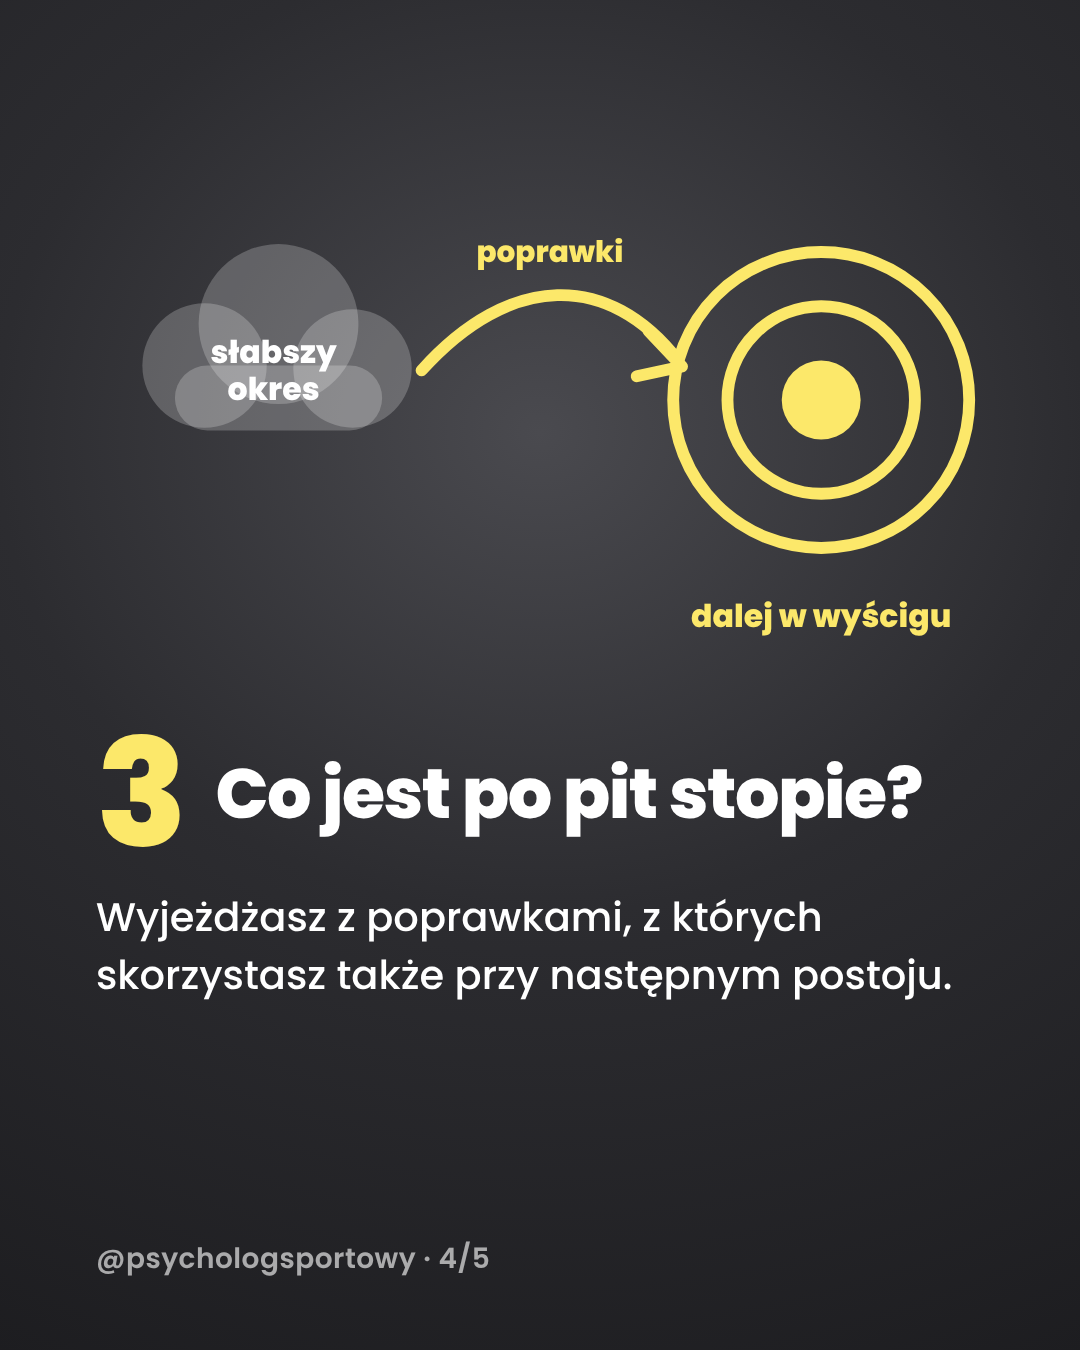 poprawki
słabszy
okres
dalej w wyścigu
3 Co jest po pit stopie?
Wyjeżdżasz z poprawkami, z których
skorzystasz także przy następnym postoju.
@psychologsportowy · 4/5